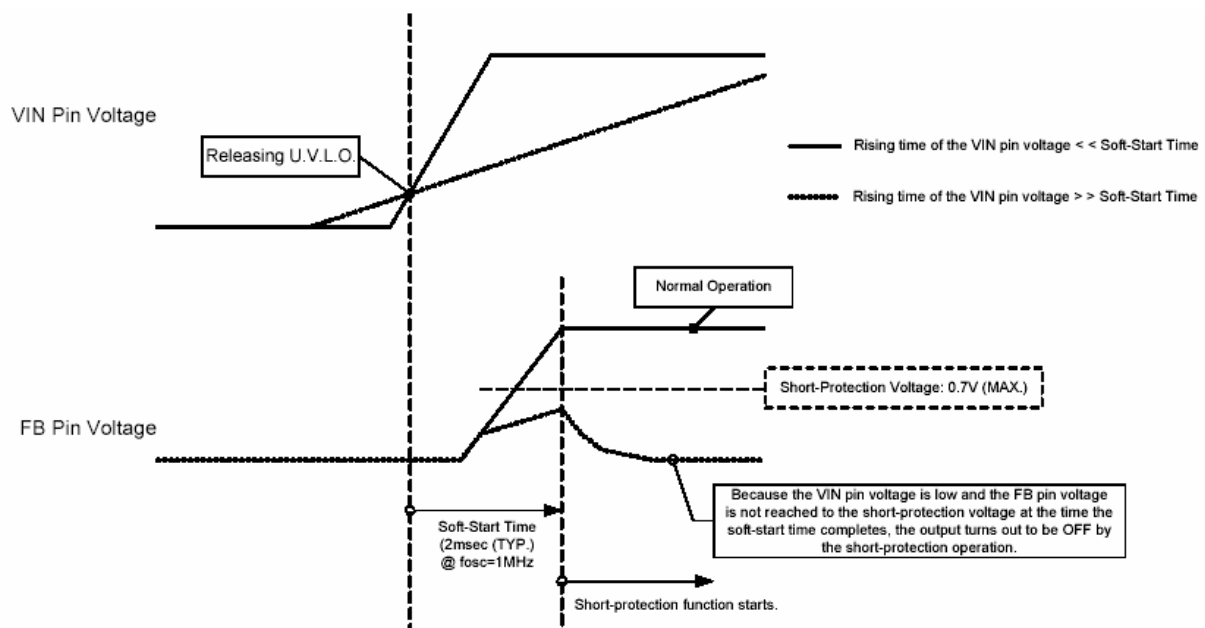 VIN Pin Voltage
Releasing U.V.L.O.
Rising time of the VIN pin voltage < < Soft-Start Time
Rising time of the VIN pin voltage > > Soft-Start Time
Normal Operation
Short-Protection Voltage: 0.7V (MAX.)
FB Pin Voltage
Because the VIN pin voltage is low and the FB pin voltage
is not reached to the short-protection voltage at the time the
soft-start time completes, the output turns out to be OFF by
the short-protection operation.
Soft-Start Time
(2msec (TYP.)
@ fosc=1MHz
Short-protection function starts.